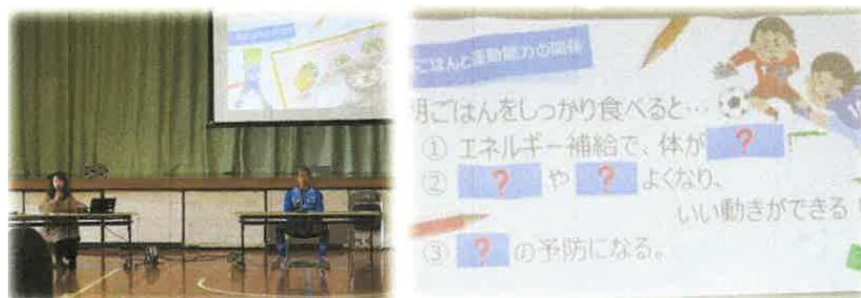 ごはんと運動能力の関係
朝ごはんをしっかり食べると…
① エネルギー補給で、体が ?
② ? や ? よくなり、
いい動きができる!
③ ? の予防になる。